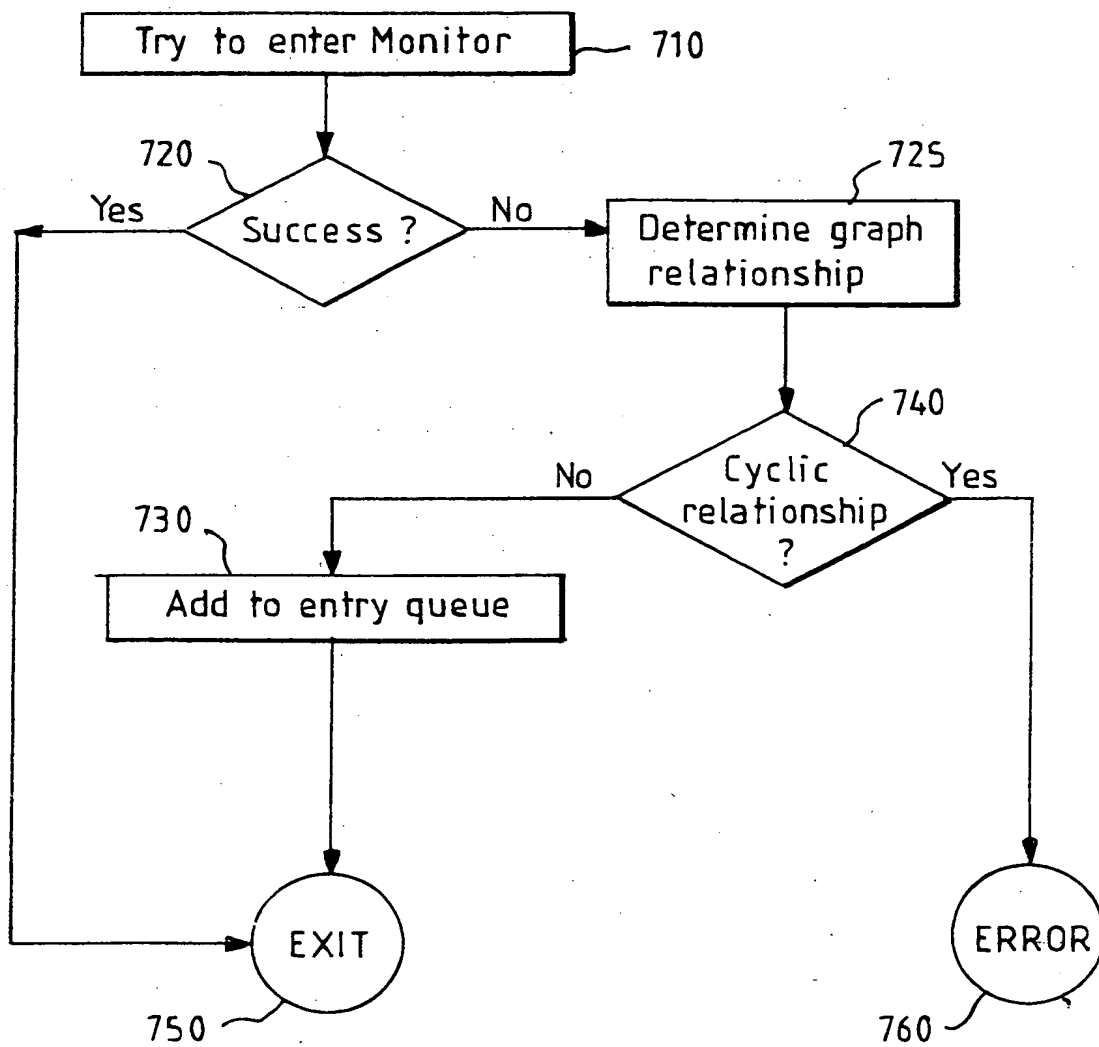 Try to enter Monitor
710
720
725
Yes
Success ?
No
Determine graph
relationship
740
No
Cyclic
relationship
?
Yes
730
Add to entry queue
EXIT
ERROR
750
760